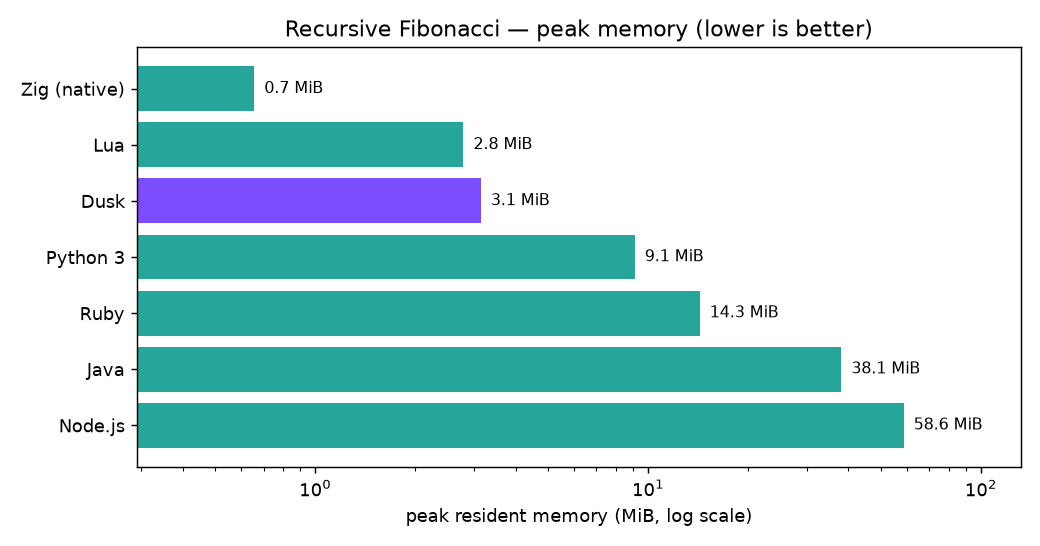 Recursive Fibonacci — peak memory (lower is better)
Zig (native) 0.7 MiB
Lua 2.8 MiB
Dusk 3.1 MiB
Python 3 9.1 MiB
Ruby 14.3 MiB
Java 38.1 MiB
Node.js 58.6 MiB
10⁰ 10¹ 10²
peak resident memory (MiB, log scale)